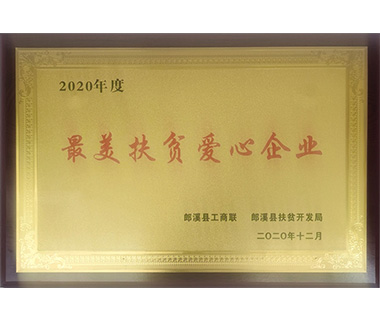 2020年度
最美扶贫爱心企业
郎溪县工商联 郎溪县扶贫开发局
二〇二〇年十二月